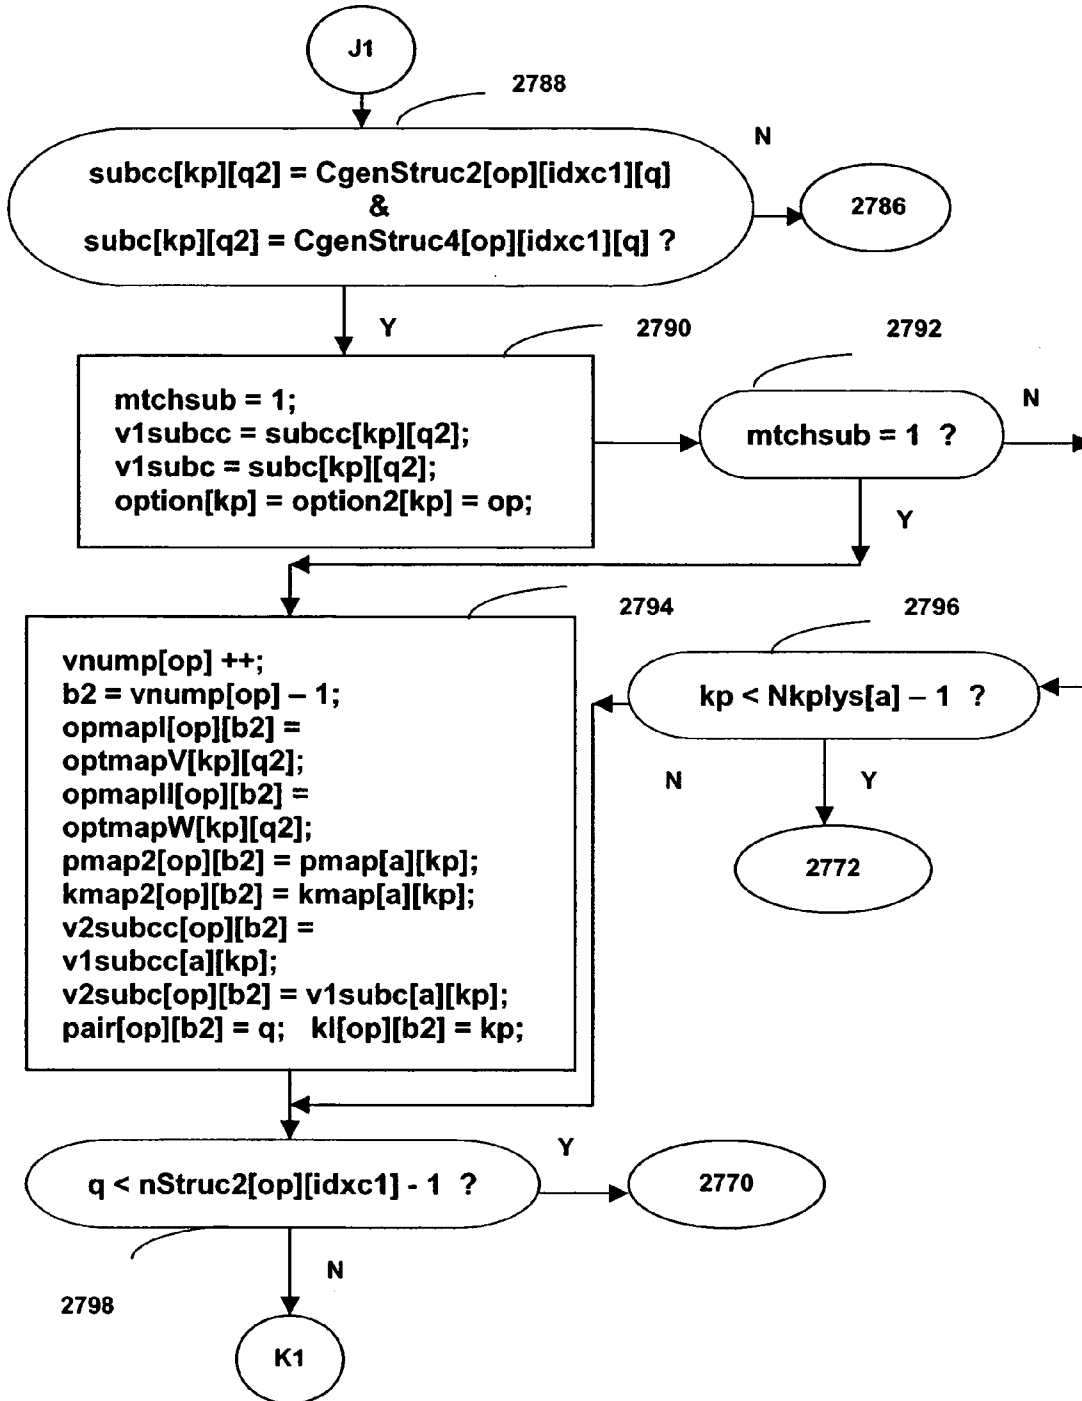 J1
2788
subcc[kp][q2] = CgenStruc2[op][idxc1][q]
&
subc[kp][q2] = CgenStruc4[op][idxc1][q] ?
N
2786
Y
2790
2792
mtchsub = 1;
v1subcc = subcc[kp][q2];
v1subc = subc[kp][q2];
option[kp] = option2[kp] = op;
mtchsub = 1 ?
N
Y
2794
2796
vnump[op] ++;
b2 = vnump[op] – 1;
opmapI[op][b2] =
optmapV[kp][q2];
opmapII[op][b2] =
optmapW[kp][q2];
pmap2[op][b2] = pmap[a][kp];
kmap2[op][b2] = kmap[a][kp];
v2subcc[op][b2] =
v1subcc[a][kp];
v2subc[op][b2] = v1subc[a][kp];
pair[op][b2] = q; kl[op][b2] = kp;
kp < Nkplys[a] – 1 ?
N
Y
2772
q < nStruc2[op][idxc1] - 1 ?
Y
2770
N
2798
K1